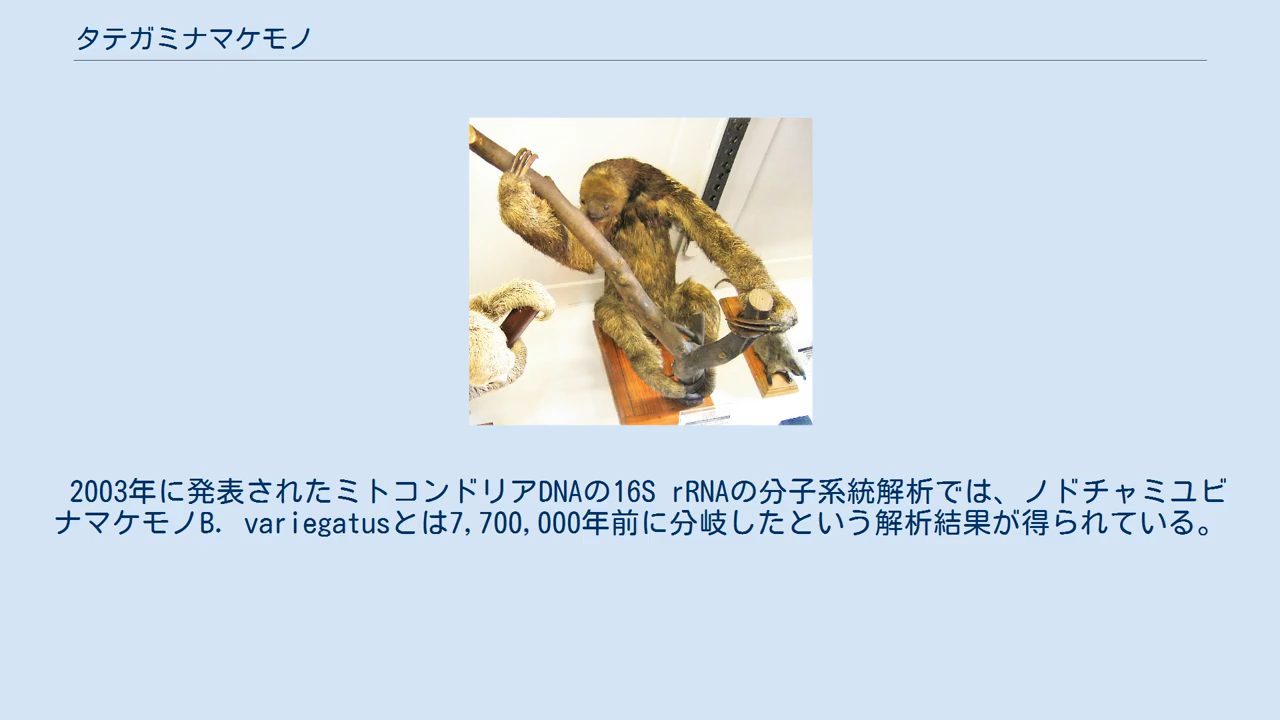 タテガミナマケモノ
2003年に発表されたミトコンドリアDNAの16S rRNAの分子系統解析では、ノドチャミユビ
ナマケモノB. variegatusとは7,700,000年前に分岐したという解析結果が得られている。